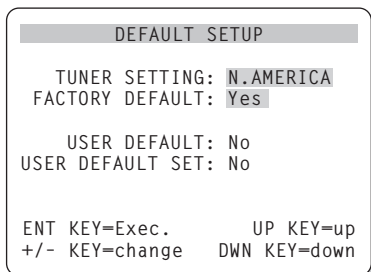 DEFAULT SETUP
TUNER SETTING: N.AMERICA
FACTORY DEFAULT: Yes
USER DEFAULT: No
USER DEFAULT SET: No
ENT KEY=Exec. UP KEY=up
+/- KEY=change DWN KEY=down